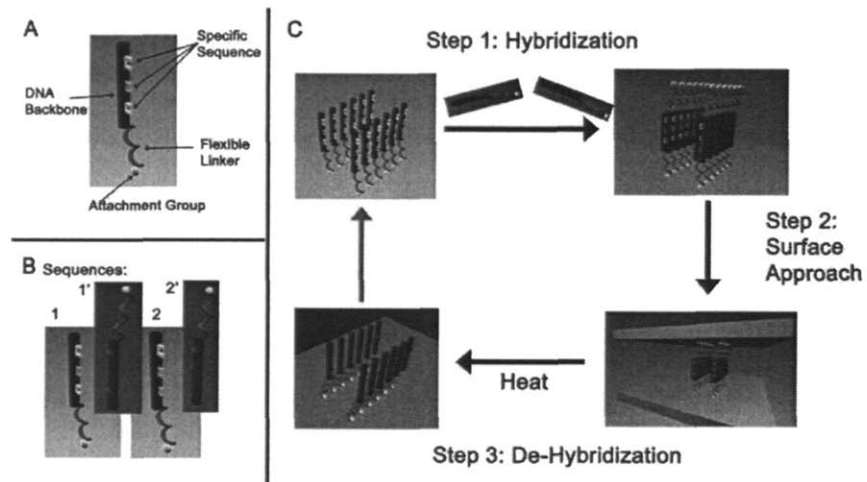 A
Specific
Sequence
DNA
Backbone
Flexible
Linker
Attachment Group
B Sequences:
1 1' 2 2'
C
Step 1: Hybridization
Step 2:
Surface
Approach
Heat
Step 3: De-Hybridization